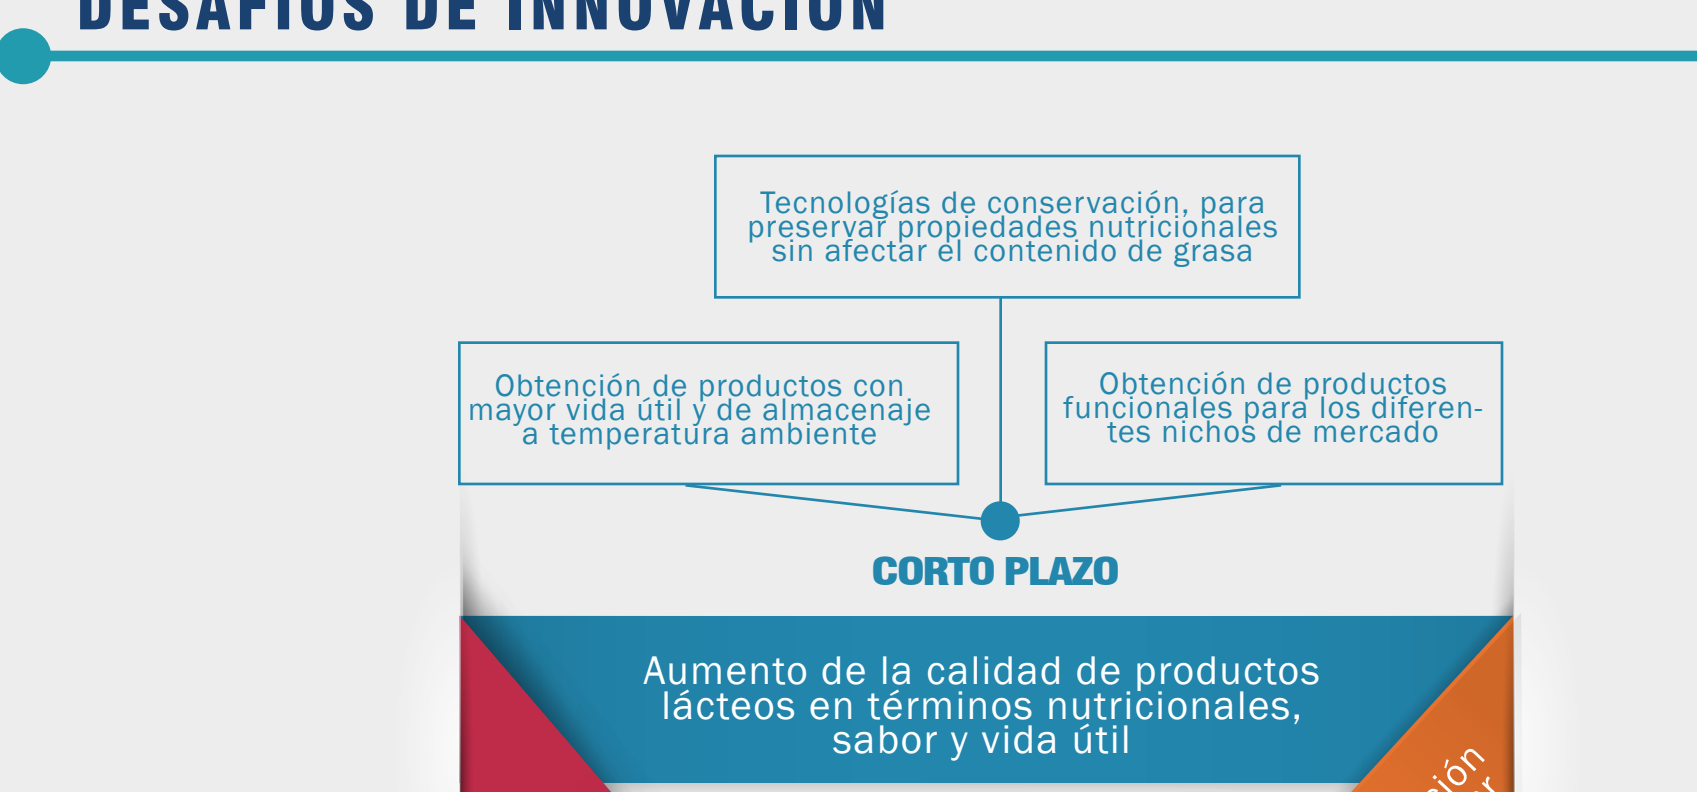 DESAFÍOS DE INNOVACIÓN
Tecnologías de conservación, para
preservar propiedades nutricionales
sin afectar el contenido de grasa
Obtención de productos con
mayor vida útil y de almacenaje
a temperatura ambiente
Obtención de productos
funcionales para los diferen-
tes nichos de mercado
CORTO PLAZO
Aumento de la calidad de productos
lácteos en términos nutricionales,
sabor y vida útil